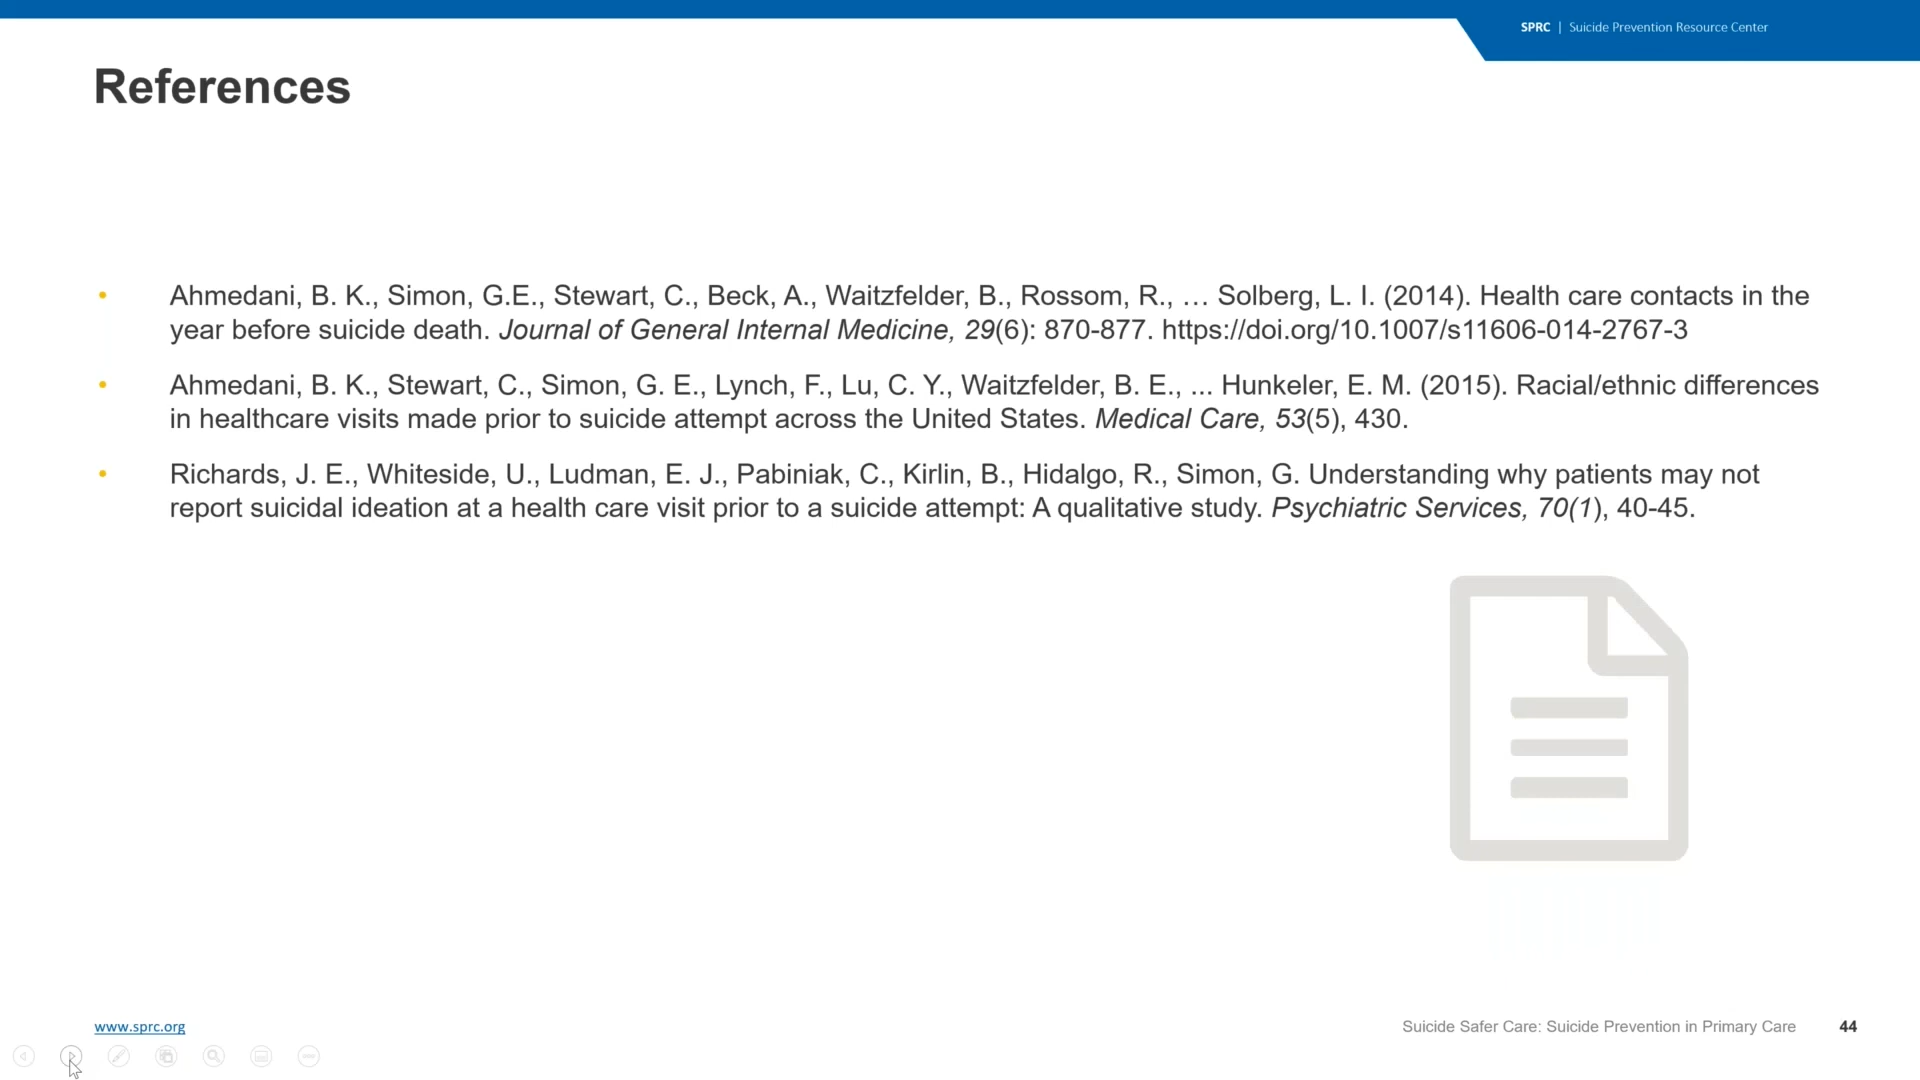 SPRC | Suicide Prevention Resource Center
References
• Ahmedani, B. K., Simon, G.E., Stewart, C., Beck, A., Waitzfelder, B., Rossom, R., … Solberg, L. I. (2014). Health care contacts in the
year before suicide death. Journal of General Internal Medicine, 29(6): 870-877. https://doi.org/10.1007/s11606-014-2767-3
• Ahmedani, B. K., Stewart, C., Simon, G. E., Lynch, F., Lu, C. Y., Waitzfelder, B. E., ... Hunkeler, E. M. (2015). Racial/ethnic differences
in healthcare visits made prior to suicide attempt across the United States. Medical Care, 53(5), 430.
• Richards, J. E., Whiteside, U., Ludman, E. J., Pabiniak, C., Kirlin, B., Hidalgo, R., Simon, G. Understanding why patients may not
report suicidal ideation at a health care visit prior to a suicide attempt: A qualitative study. Psychiatric Services, 70(1), 40-45.
www.sprc.org
Suicide Safer Care: Suicide Prevention in Primary Care 44